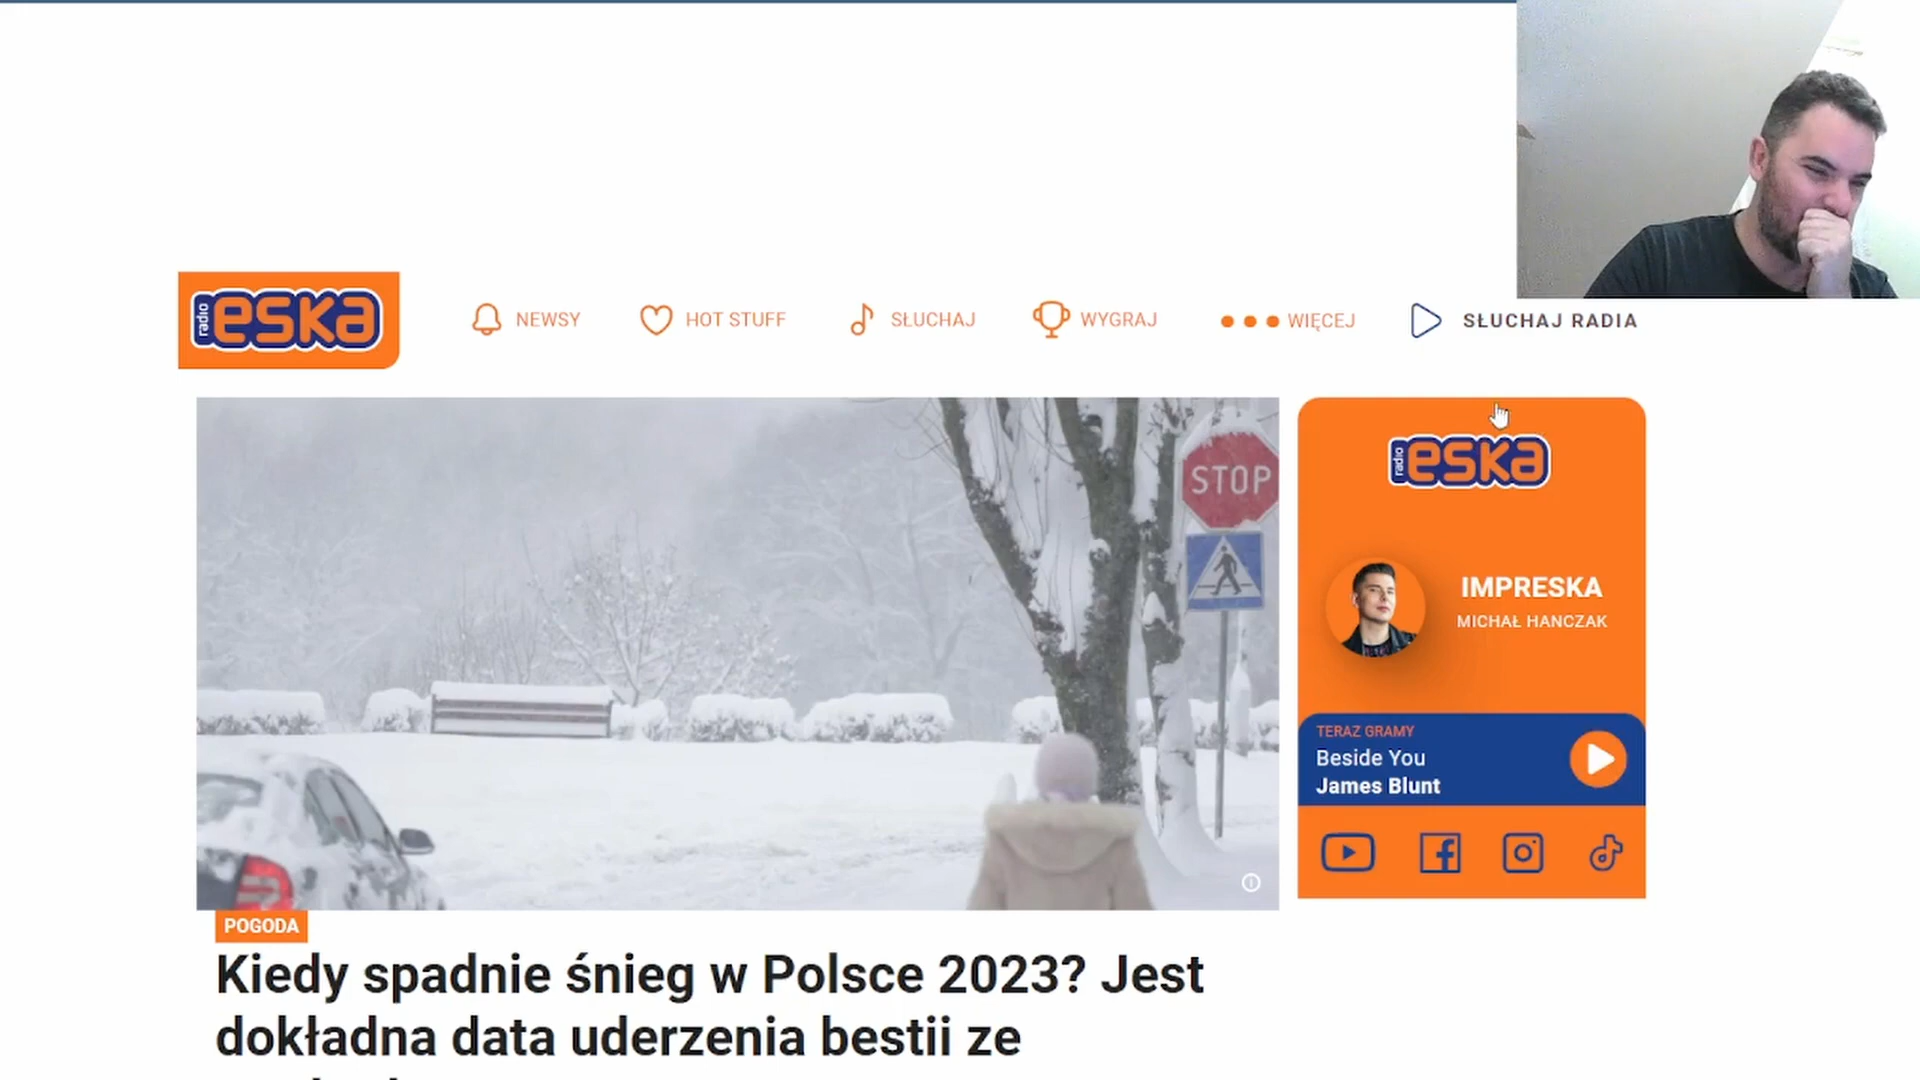 radio eska
NEWSY
HOT STUFF
SŁUCHAJ
WYGRAJ
WIĘCEJ
SŁUCHAJ RADIA
STOP
radio eska
IMPRESKA
MICHAŁ HANCZAK
TERAZ GRAMY
Beside You
James Blunt
POGODA
Kiedy spadnie śnieg w Polsce 2023? Jest
dokładna data uderzenia bestii ze